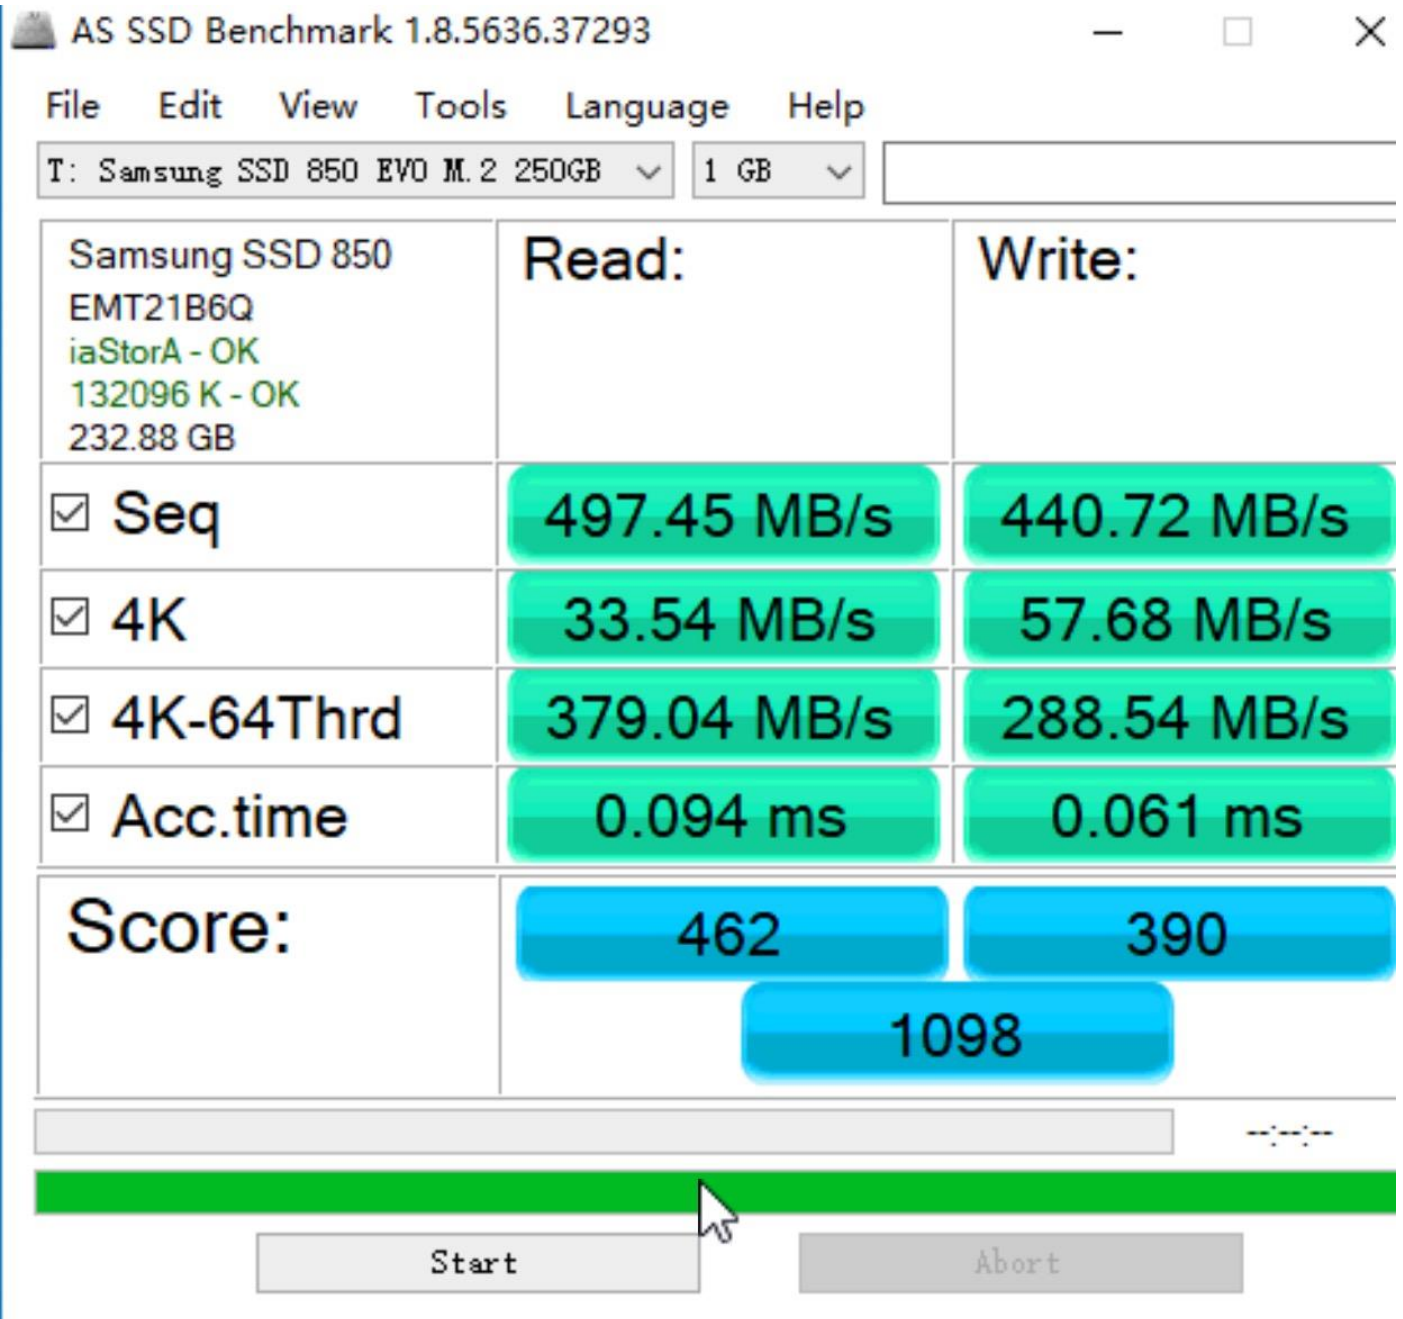 AS SSD Benchmark 1.8.5636.37293
File Edit View Tools Language Help
T: Samsung SSD 850 EVO M.2 250GB 1 GB
Samsung SSD 850
EMT21B6Q
iaStorA - OK
132096 K - OK
232.88 GB
Read: Write:
Seq 497.45 MB/s 440.72 MB/s
4K 33.54 MB/s 57.68 MB/s
4K-64Thrd 379.04 MB/s 288.54 MB/s
Acc.time 0.094 ms 0.061 ms
Score: 462 390
1098
--:--:--
Start Abort